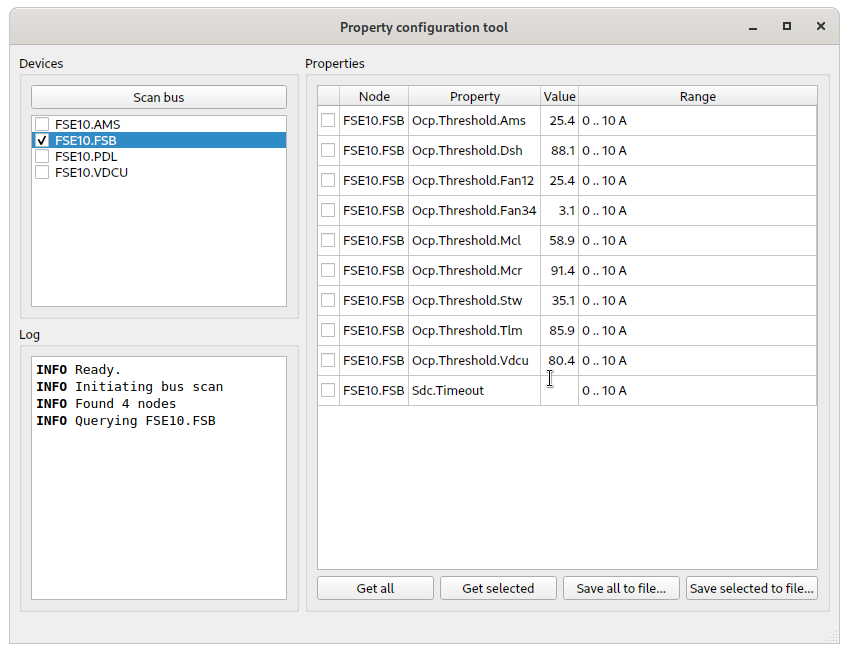 Property configuration tool
Devices
Scan bus
FSE10.AMS
FSE10.FSB
FSE10.PDL
FSE10.VDCU
Log
INFO Ready.
INFO Initiating bus scan
INFO Found 4 nodes
INFO Querying FSE10.FSB
Properties
Node Property Value Range
FSE10.FSB Ocp.Threshold.Ams 25.4 0 .. 10 A
FSE10.FSB Ocp.Threshold.Dsh 88.1 0 .. 10 A
FSE10.FSB Ocp.Threshold.Fan12 25.4 0 .. 10 A
FSE10.FSB Ocp.Threshold.Fan34 3.1 0 .. 10 A
FSE10.FSB Ocp.Threshold.Mcl 58.9 0 .. 10 A
FSE10.FSB Ocp.Threshold.Mcr 91.4 0 .. 10 A
FSE10.FSB Ocp.Threshold.Stw 35.1 0 .. 10 A
FSE10.FSB Ocp.Threshold.Tlm 85.9 0 .. 10 A
FSE10.FSB Ocp.Threshold.Vdcu 80.4 0 .. 10 A
FSE10.FSB Sdc.Timeout 0 .. 10 A
Get all Get selected Save all to file... Save selected to file...